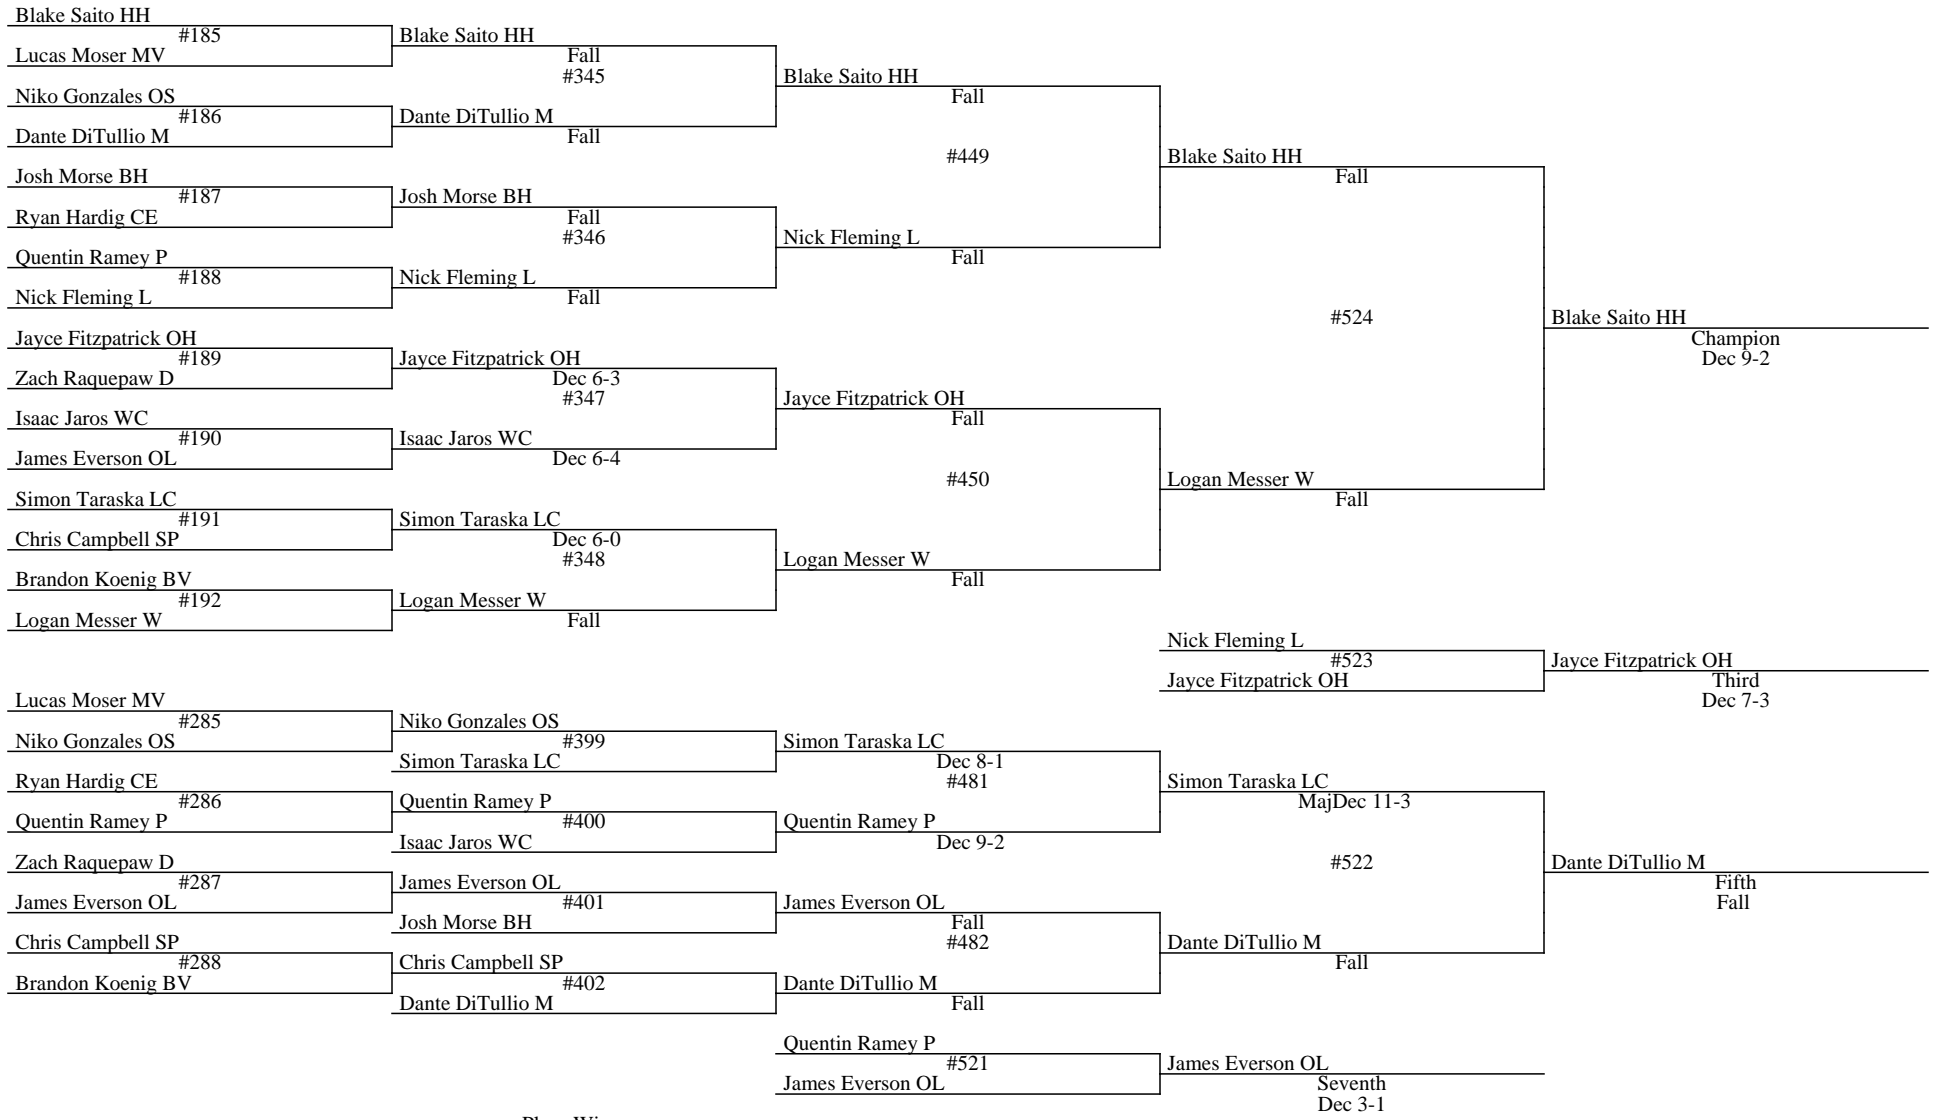 Blake Saito HH
#185
Lucas Moser MV
Niko Gonzales OS
#186
Dante DiTullio M
Josh Morse BH
#187
Ryan Hardig CE
Quentin Ramey P
#188
Nick Fleming L
Jayce Fitzpatrick OH
#189
Zach Raquepaw D
Isaac Jaros WC
#190
James Everson OL
Simon Taraska LC
#191
Chris Campbell SP
Brandon Koenig BV
#192
Logan Messer W
Blake Saito HH
Fall
#345
Dante DiTullio M
Fall
Josh Morse BH
Fall
#346
Nick Fleming L
Fall
Jayce Fitzpatrick OH
Dec 6-3
#347
Isaac Jaros WC
Dec 6-4
Simon Taraska LC
Dec 6-0
#348
Logan Messer W
Fall
Blake Saito HH
Fall
#449
Nick Fleming L
Fall
Jayce Fitzpatrick OH
Fall
#450
Logan Messer W
Fall
Blake Saito HH
Fall
#524
Logan Messer W
Fall
Blake Saito HH
Champion
Dec 9-2
Nick Fleming L
#523
Jayce Fitzpatrick OH
Jayce Fitzpatrick OH
Third
Dec 7-3
Lucas Moser MV
#285
Niko Gonzales OS
Ryan Hardig CE
#286
Quentin Ramey P
Zach Raquepaw D
#287
James Everson OL
Chris Campbell SP
#288
Brandon Koenig BV
Niko Gonzales OS
#399
Simon Taraska LC
Quentin Ramey P
#400
Isaac Jaros WC
James Everson OL
#401
Josh Morse BH
Chris Campbell SP
#402
Dante DiTullio M
Simon Taraska LC
Dec 8-1
#481
Quentin Ramey P
Dec 9-2
James Everson OL
Fall
#482
Dante DiTullio M
Fall
Simon Taraska LC
MajDec 11-3
#522
Dante DiTullio M
Fall
Dante DiTullio M
Fifth
Fall
Quentin Ramey P
#521
James Everson OL
James Everson OL
Seventh
Dec 3-1